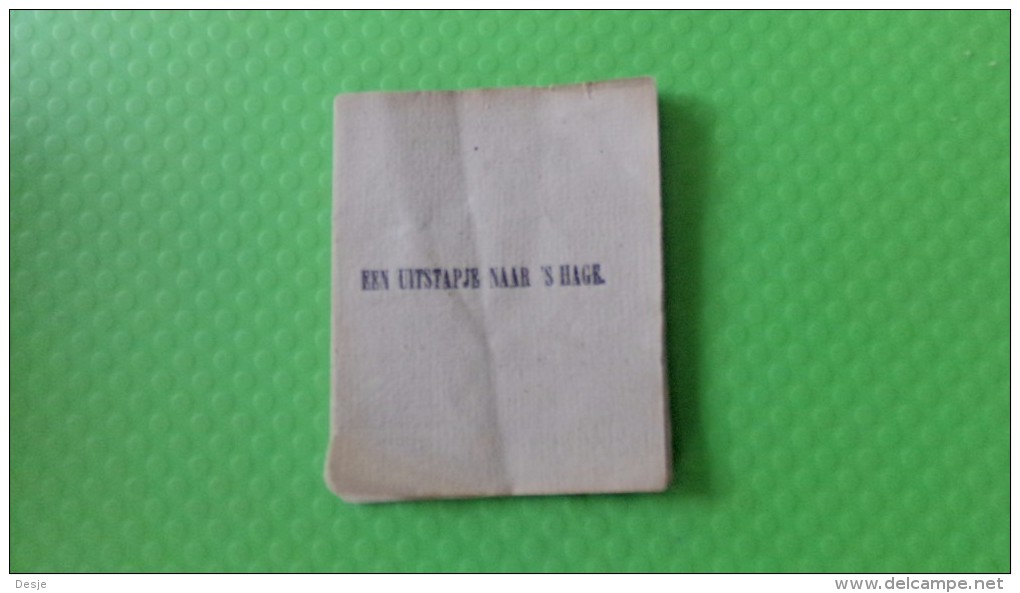 EEN UITSTAPJE NAAR 'S HAGE.
Desje
www.delcampe.net